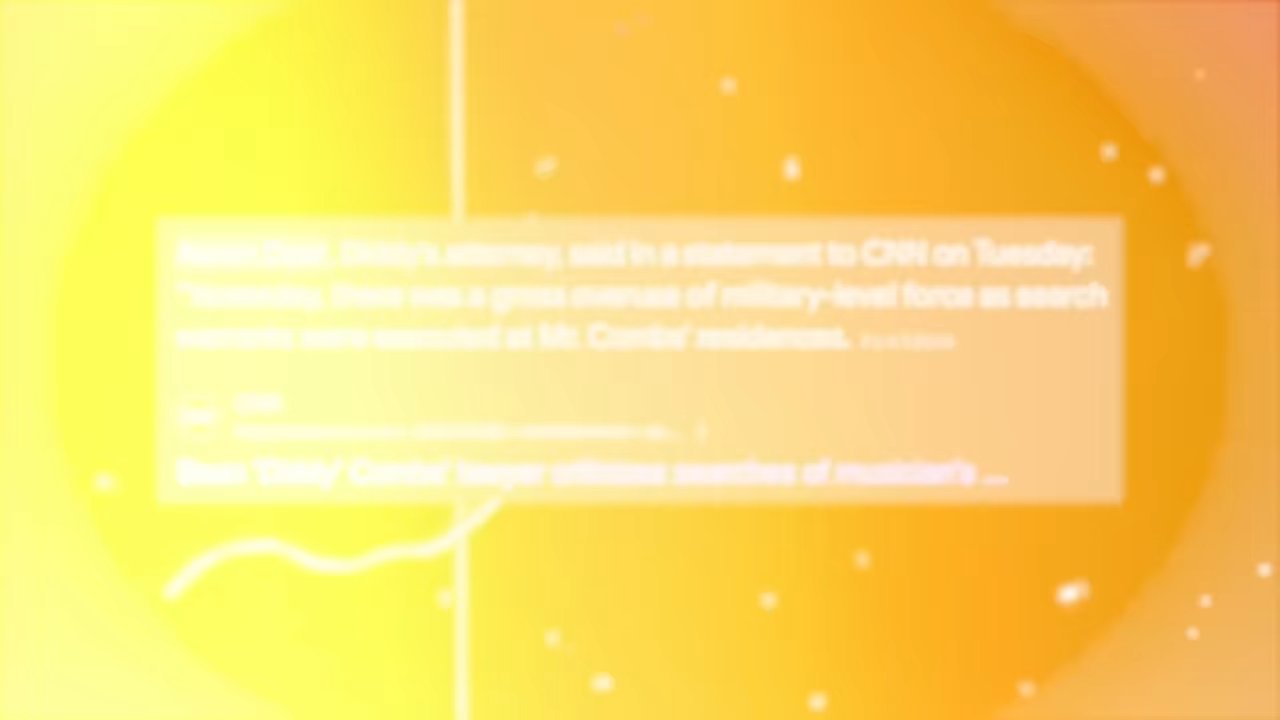 Aaron Dyer, Diddy's attorney, said in a statement to CNN on Tuesday:
"Yesterday, there was a gross overuse of military-level force as search
warrants were executed at Mr. Combs' residences.
CNN
Sean 'Diddy' Combs' lawyer criticizes searches of musician's ...